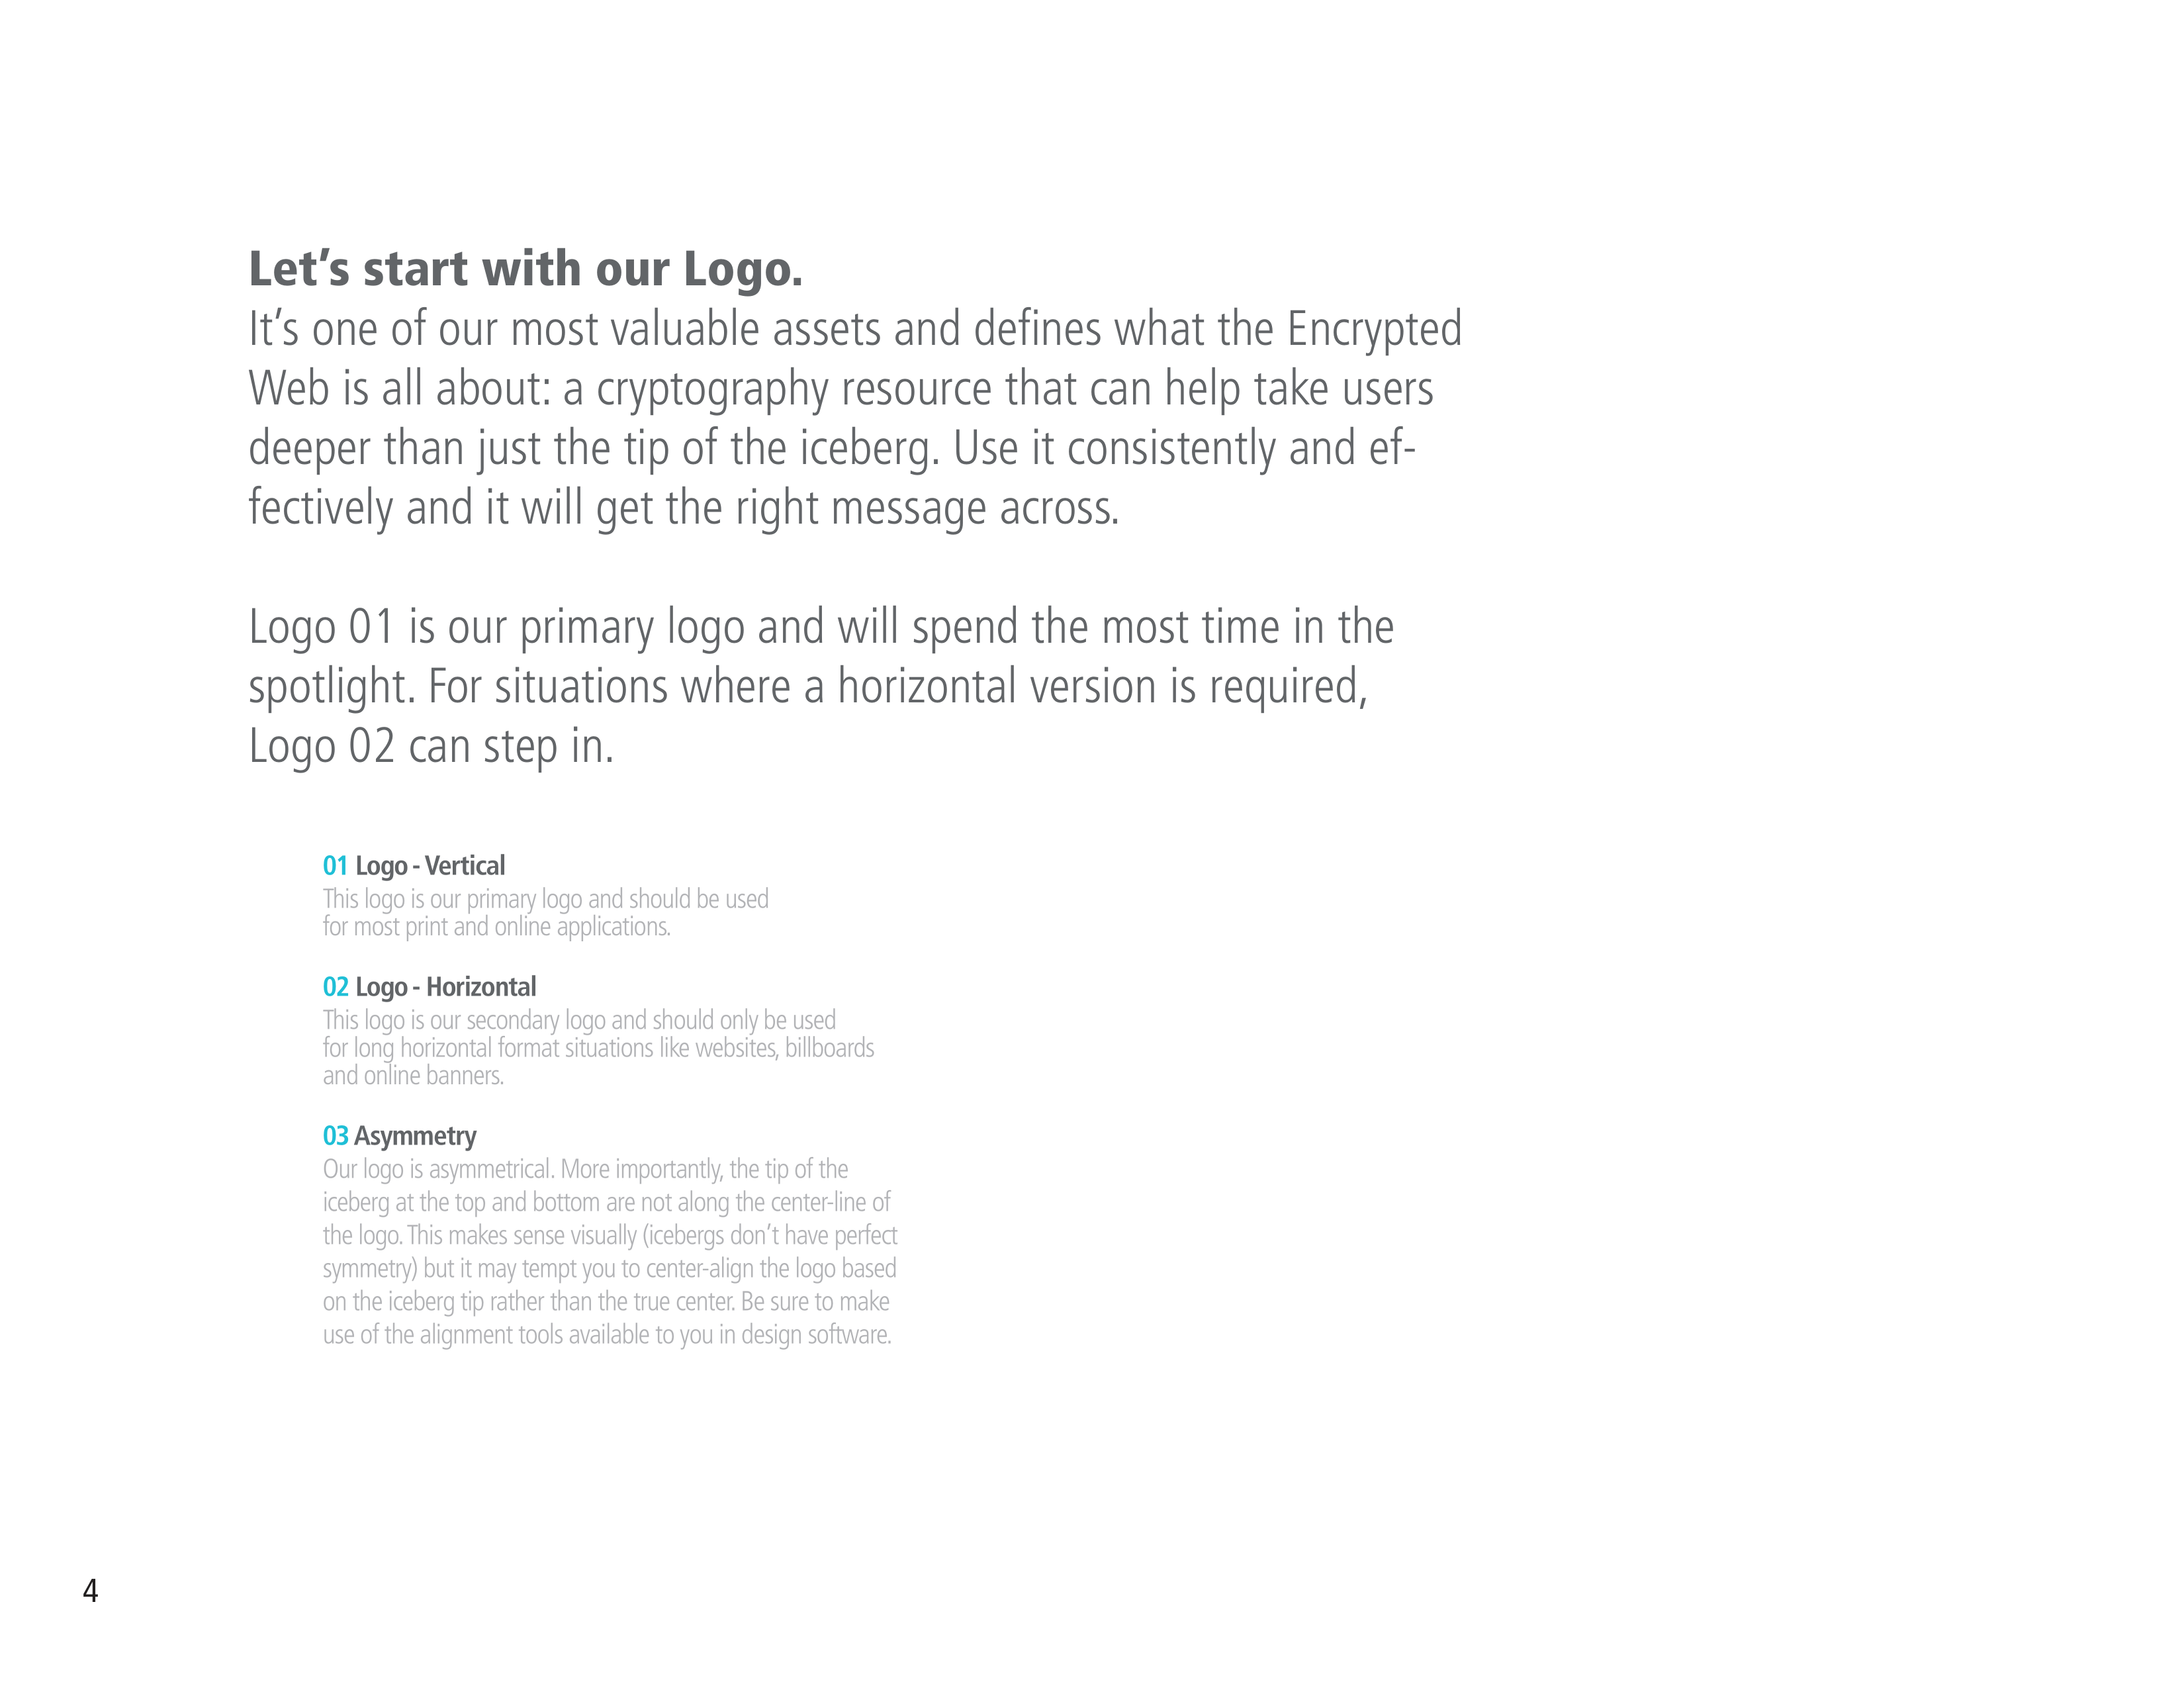 Let’s start with our Logo.
It’s one of our most valuable assets and defines what the Encrypted
Web is all about: a cryptography resource that can help take users
deeper than just the tip of the iceberg. Use it consistently and ef-
fectively and it will get the right message across.
Logo 01 is our primary logo and will spend the most time in the
spotlight. For situations where a horizontal version is required,
Logo 02 can step in.
01 Logo - Vertical
This logo is our primary logo and should be used
for most print and online applications.
02 Logo - Horizontal
This logo is our secondary logo and should only be used
for long horizontal format situations like websites, billboards
and online banners.
03 Asymmetry
Our logo is asymmetrical. More importantly, the tip of the
iceberg at the top and bottom are not along the center-line of
the logo. This makes sense visually (icebergs don’t have perfect
symmetry) but it may tempt you to center-align the logo based
on the iceberg tip rather than the true center. Be sure to make
use of the alignment tools available to you in design software.
4